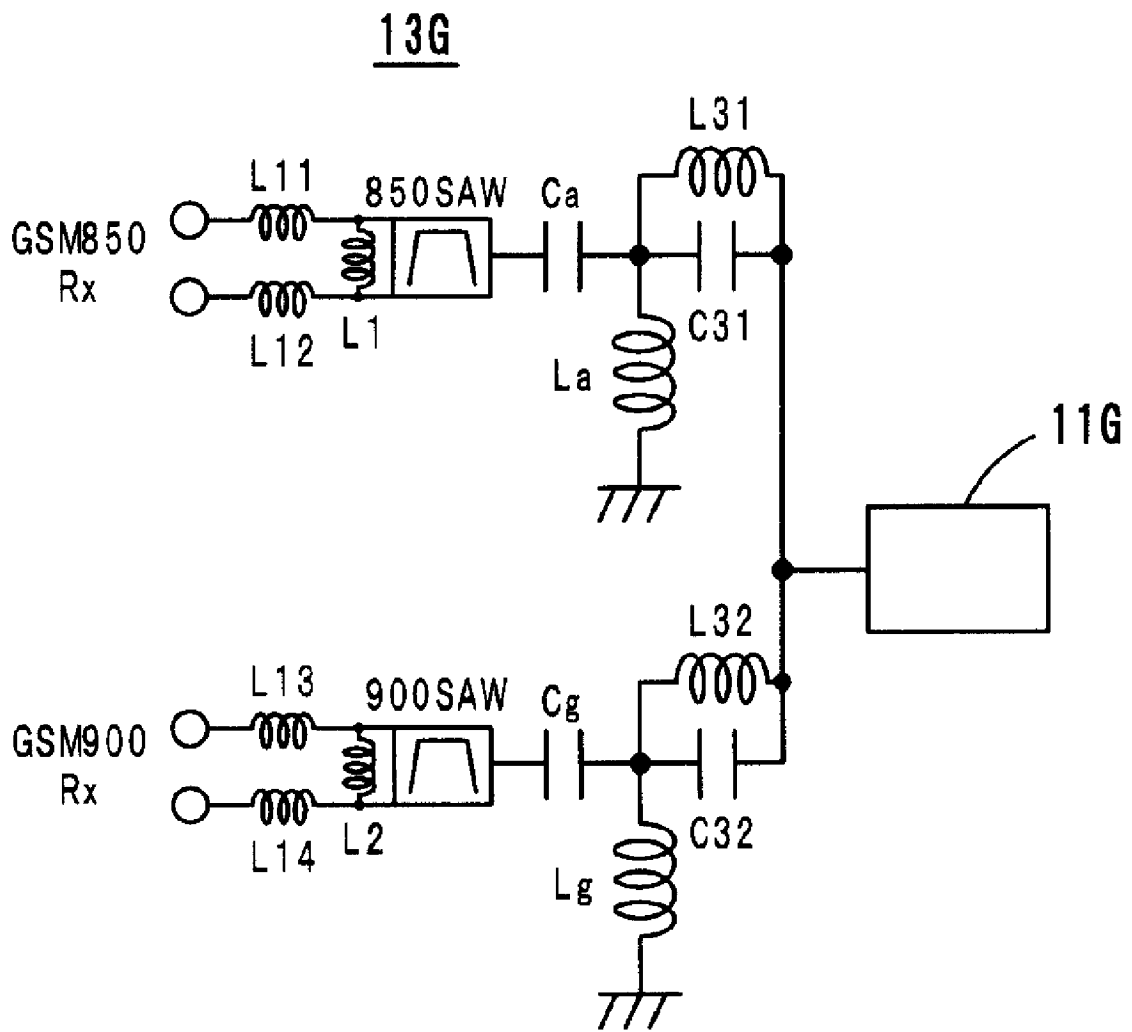 13G
L31
L11
850SAW
Ca
GSM850
Rx
L12
L1
C31
La
11G
L32
L13
900SAW
Cg
GSM900
Rx
L14
L2
C32
Lg